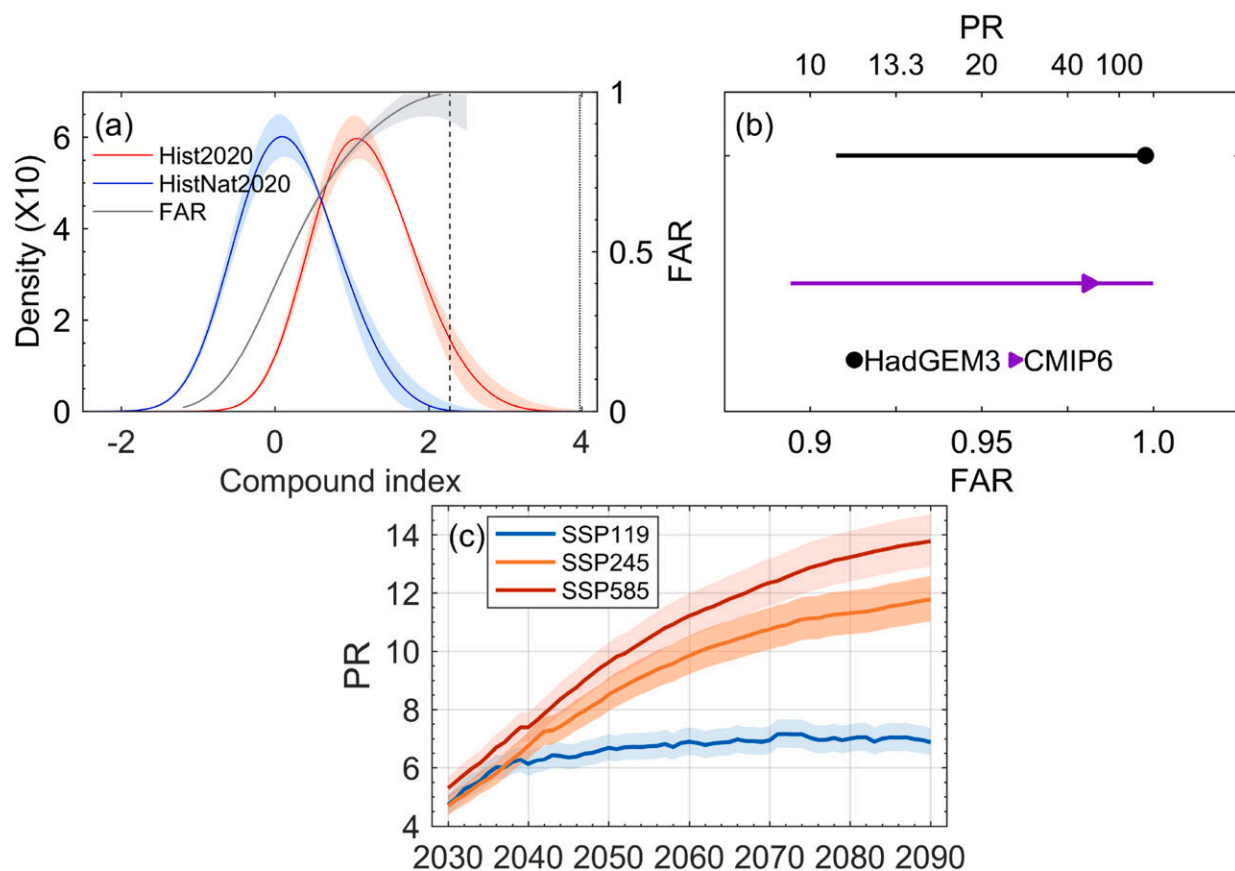 PR
10 13.3 20 40 100
(a)
Hist2020
HistNat2020
FAR
6
4
2
0
Density (X10)
1
0.5
0
FAR
-2 0 2 4
Compound index
(b)
HadGEM3 CMIP6
0.9 0.95 1.0
FAR
(c)
SSP119
SSP245
SSP585
14
12
10
8
6
4
PR
2030 2040 2050 2060 2070 2080 2090